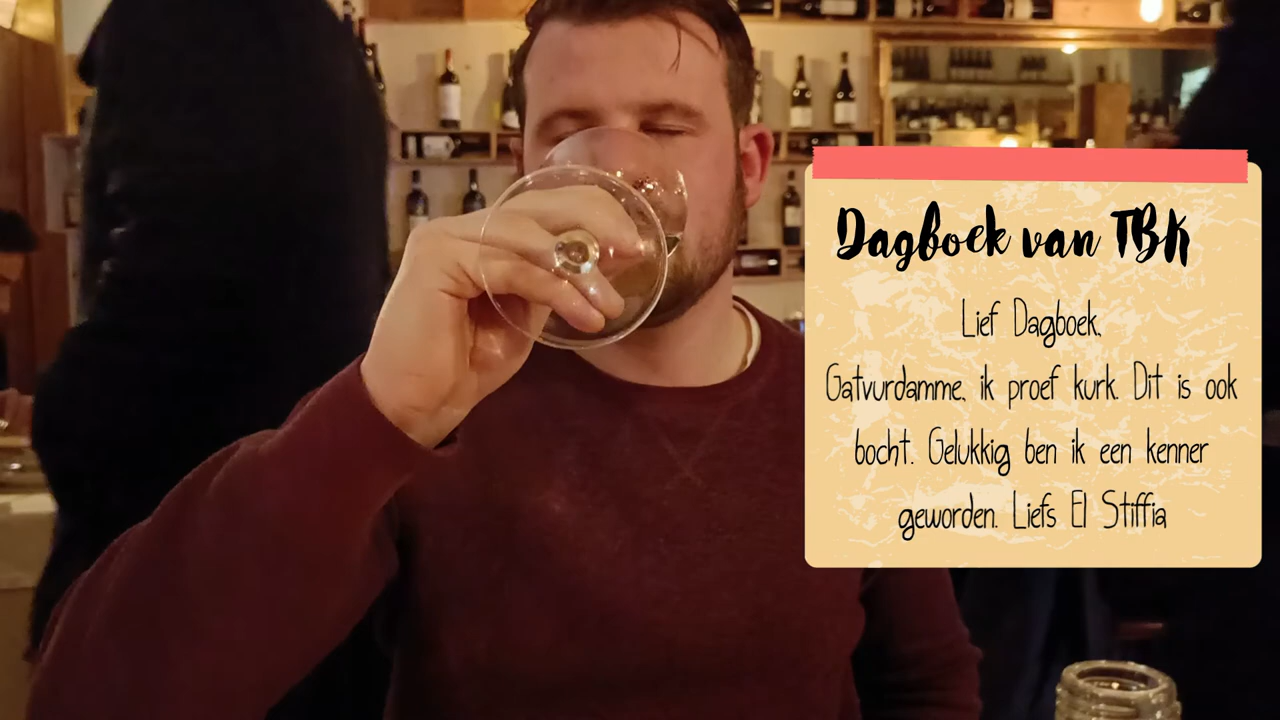 Dagboek van TBK
Lief Dagboek,
Gatvurdamme, ik proef kurk. Dit is ook
bocht. Gelukkig ben ik een kenner
geworden. Liefs El Stiffia